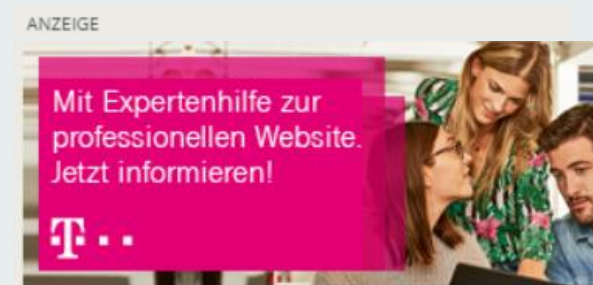 ANZEIGE
Mit Expertenhilfe zur
professionellen Website.
Jetzt informieren!
T